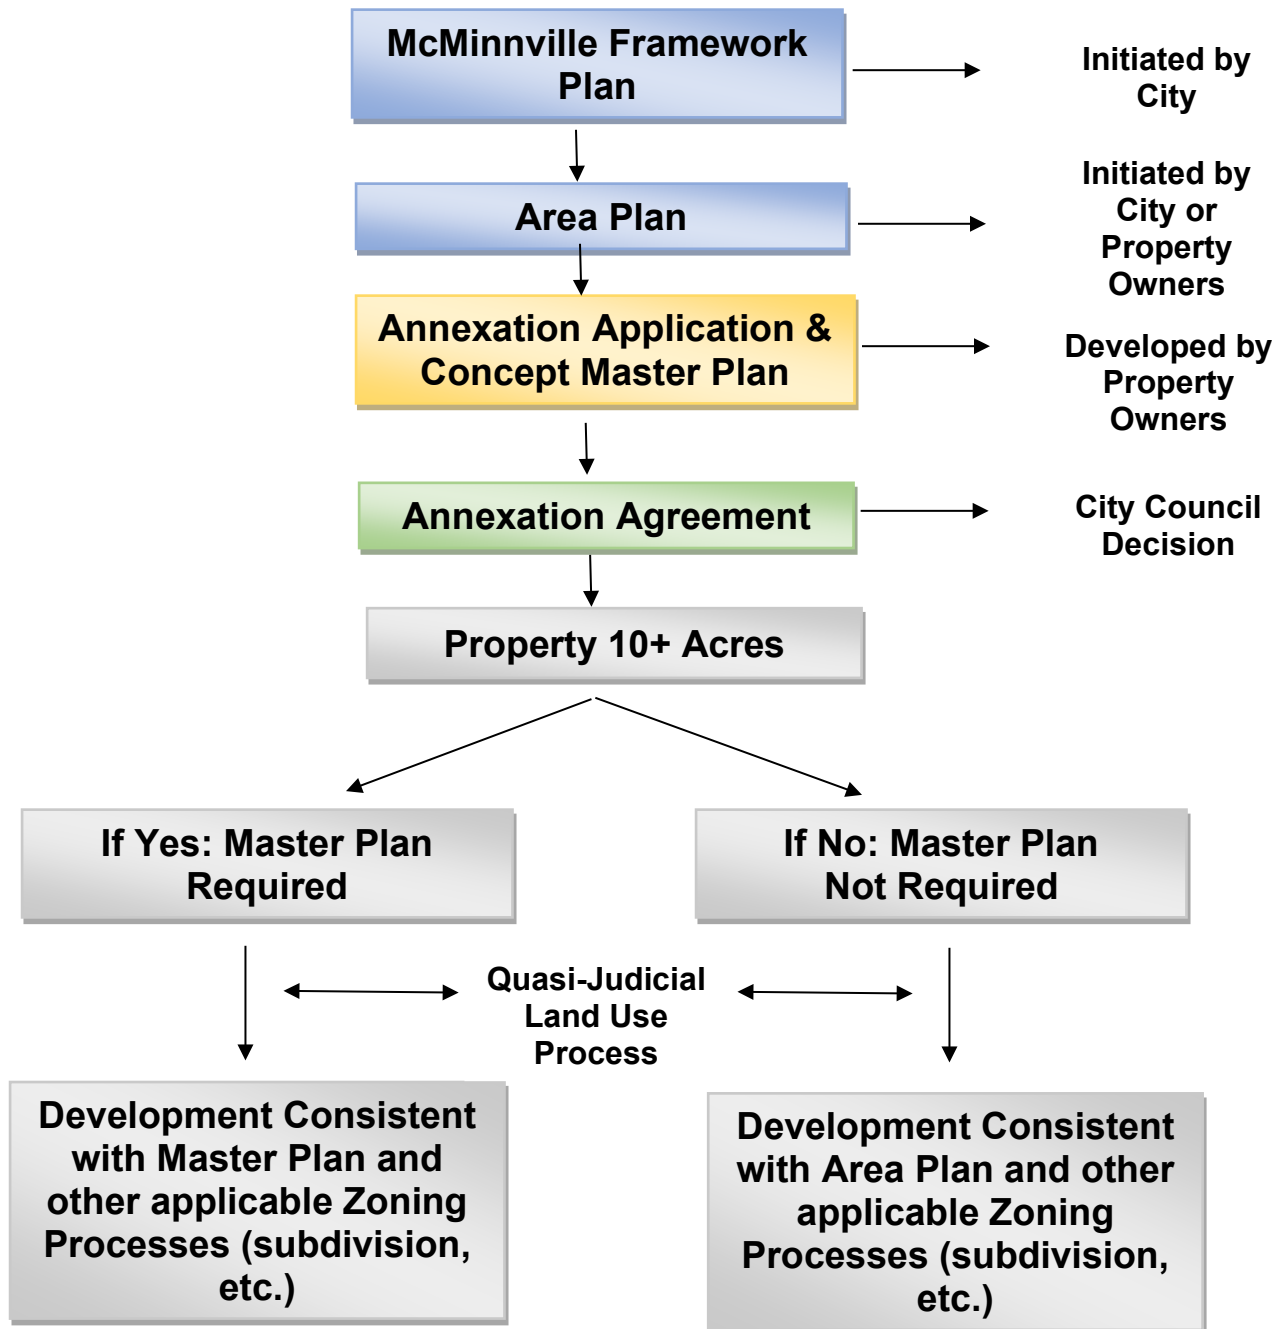 McMinnville Framework
Plan
Initiated by
City
Area Plan
Initiated by
City or
Property
Owners
Annexation Application &
Concept Master Plan
Developed by
Property
Owners
Annexation Agreement
City Council
Decision
Property 10+ Acres
If Yes: Master Plan
Required
If No: Master Plan
Not Required
Quasi-Judicial
Land Use
Process
Development Consistent
with Master Plan and
other applicable Zoning
Processes (subdivision,
etc.)
Development Consistent
with Area Plan and other
applicable Zoning
Processes (subdivision,
etc.)